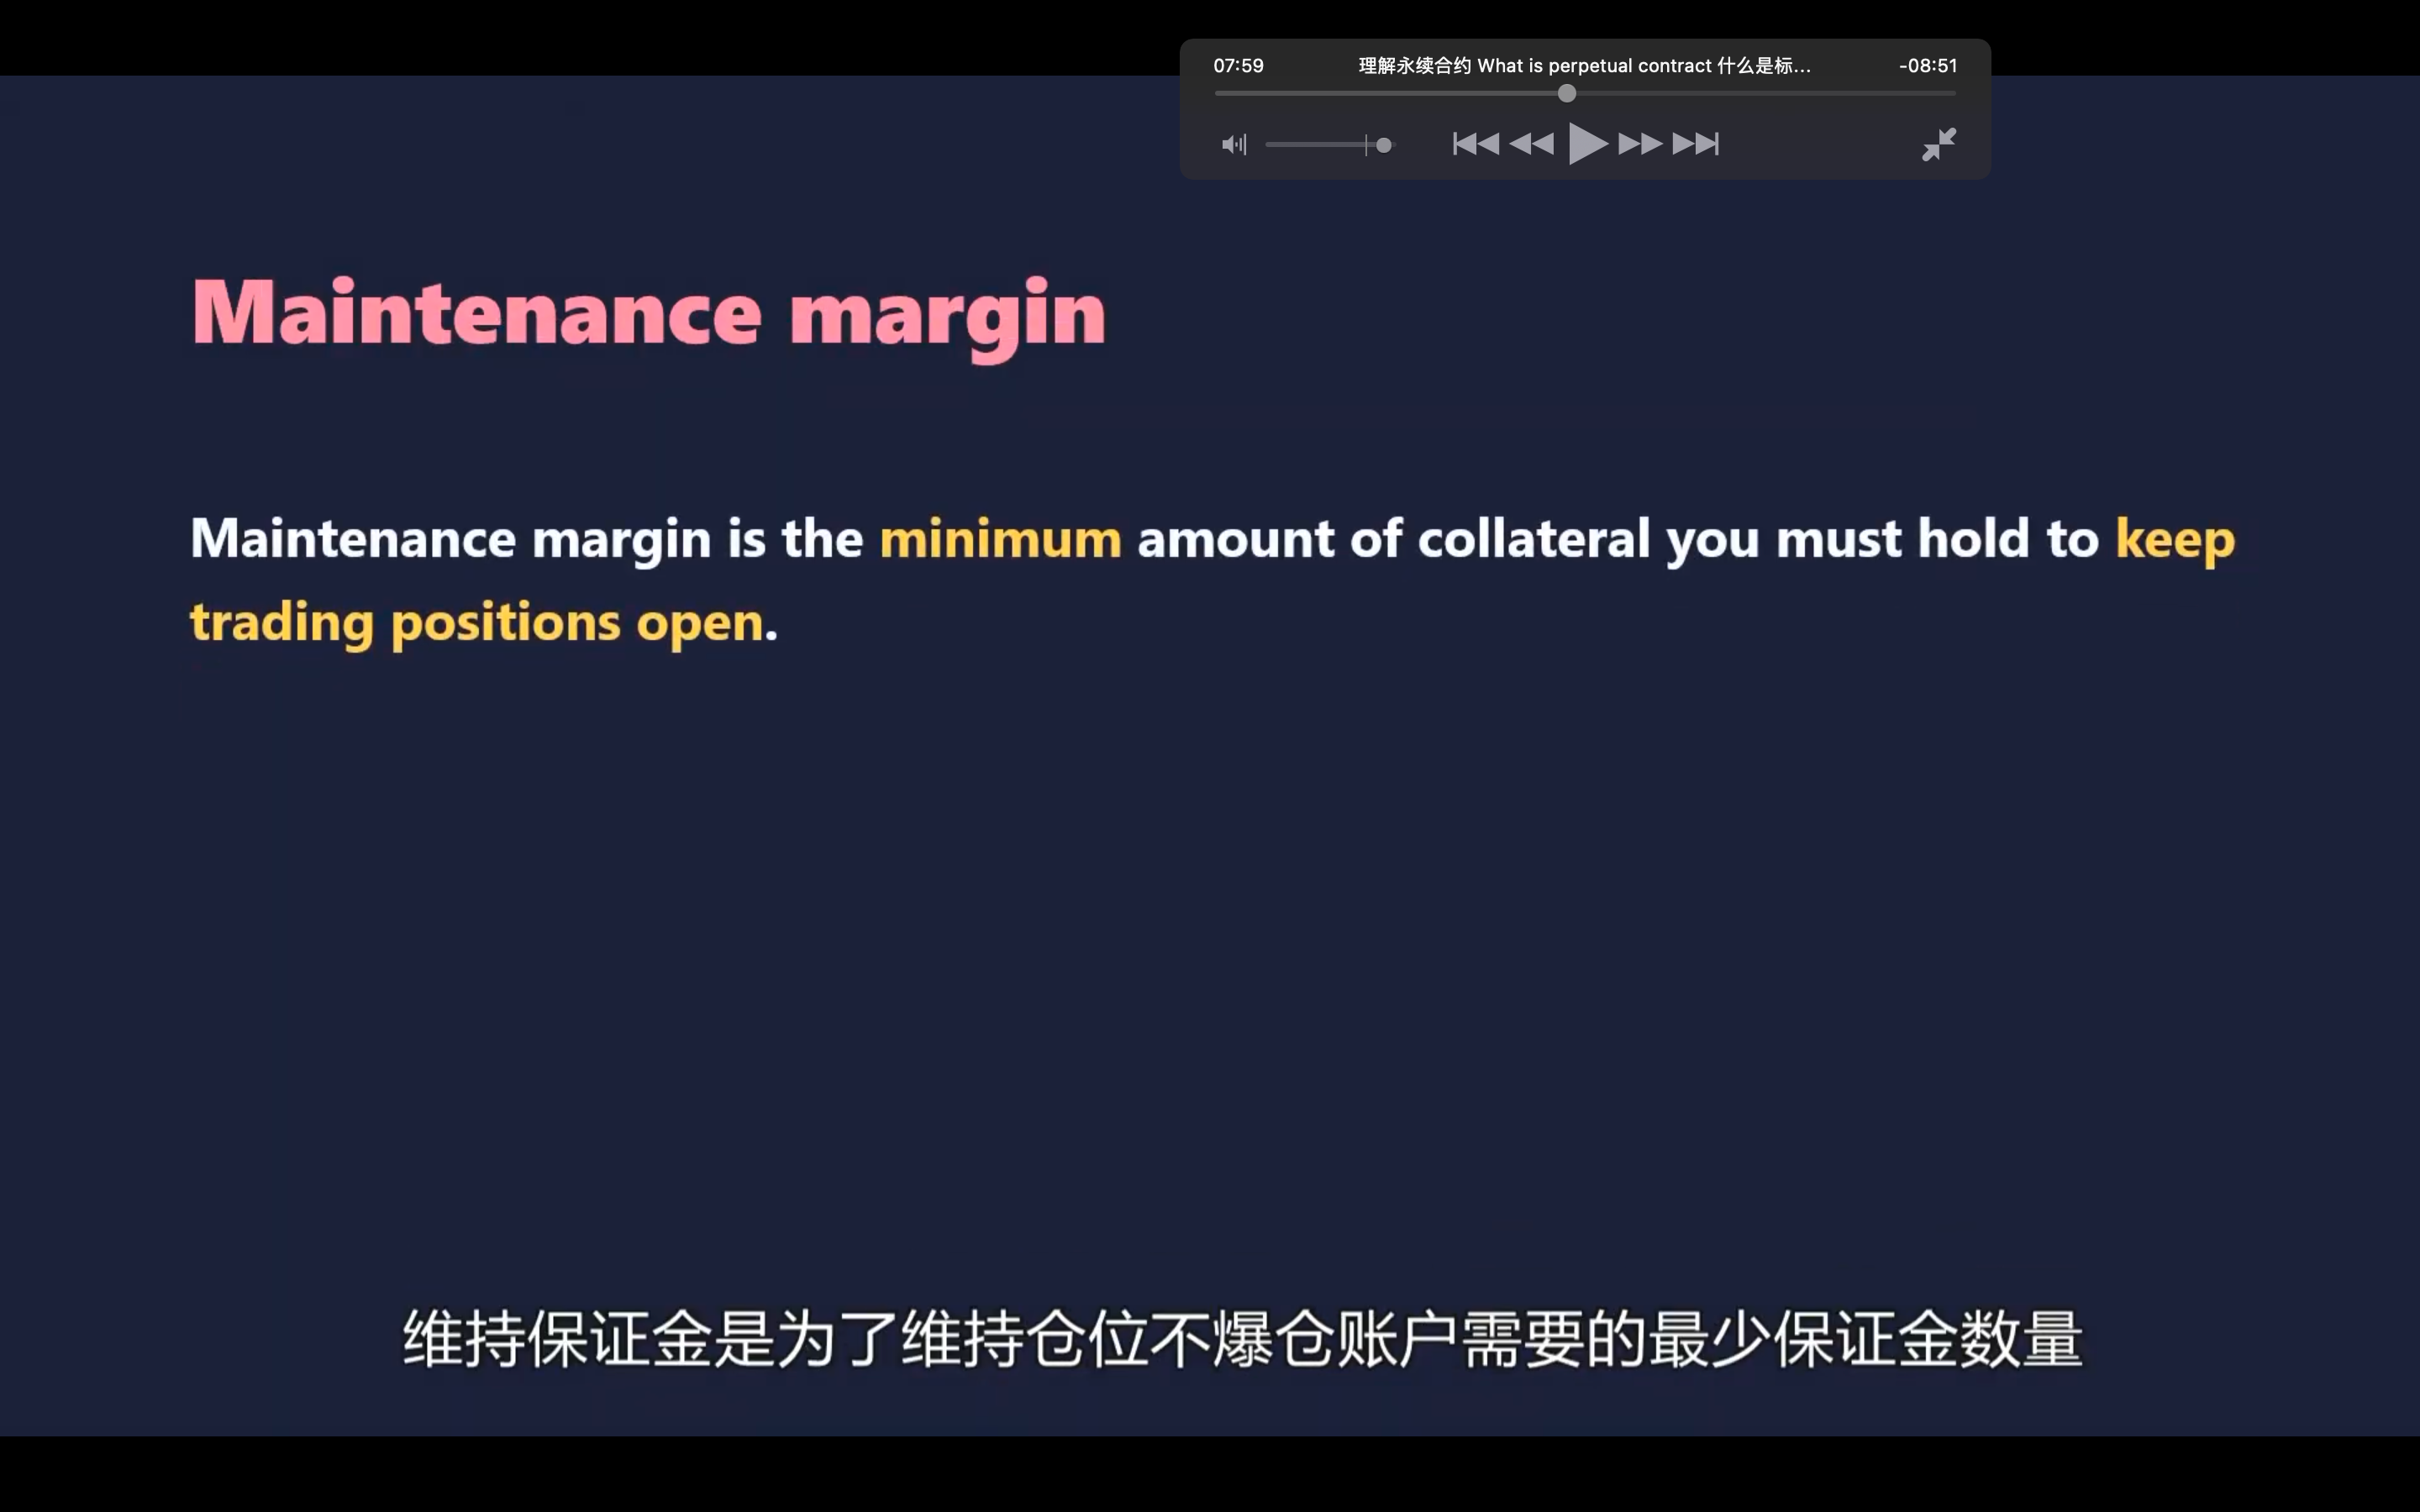 07:59 理解永续合约 What is perpetual contract 什么是标... -08:51
Maintenance margin
Maintenance margin is the minimum amount of collateral you must hold to keep
trading positions open.
维持保证金是为了维持仓位不爆仓账户需要的最少保证金数量